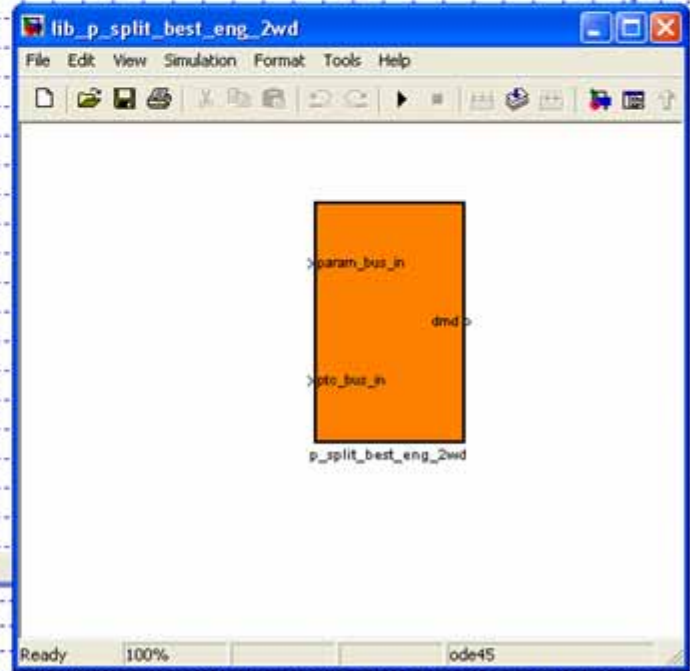 lib_p_split_best_eng_2wd
File Edit View Simulation Format Tools Help
param_bus_in
dmd
pto_bus_in
p_split_best_eng_2wd
Ready 100% ode45